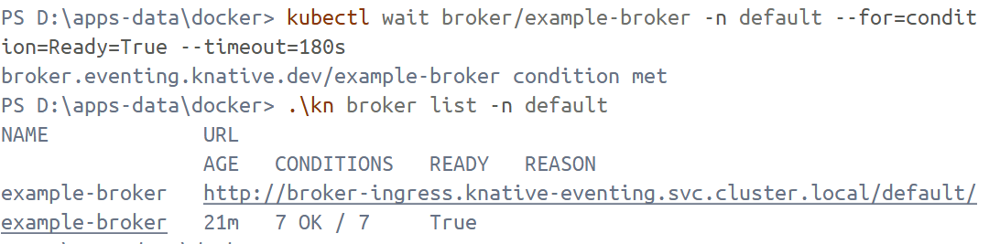 PS D:\apps-data\docker> kubectl wait broker/example-broker -n default --for=condit
ion=Ready=True --timeout=180s
broker.eventing.knative.dev/example-broker condition met
PS D:\apps-data\docker> .\kn broker list -n default
NAME             URL
                 AGE   CONDITIONS   READY   REASON
example-broker   http://broker-ingress.knative-eventing.svc.cluster.local/default/
example-broker   21m   7 OK / 7     True